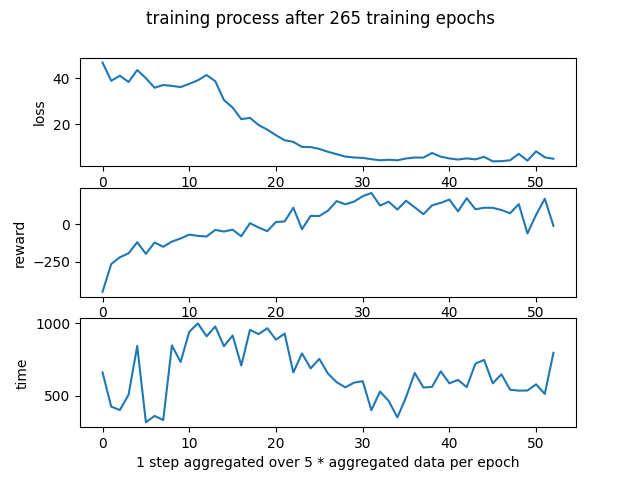 training process after 265 training epochs
40
20
loss
0 10 20 30 40 50
0
−250
reward
0 10 20 30 40 50
1000
500
time
0 10 20 30 40 50
1 step aggregated over 5 * aggregated data per epoch